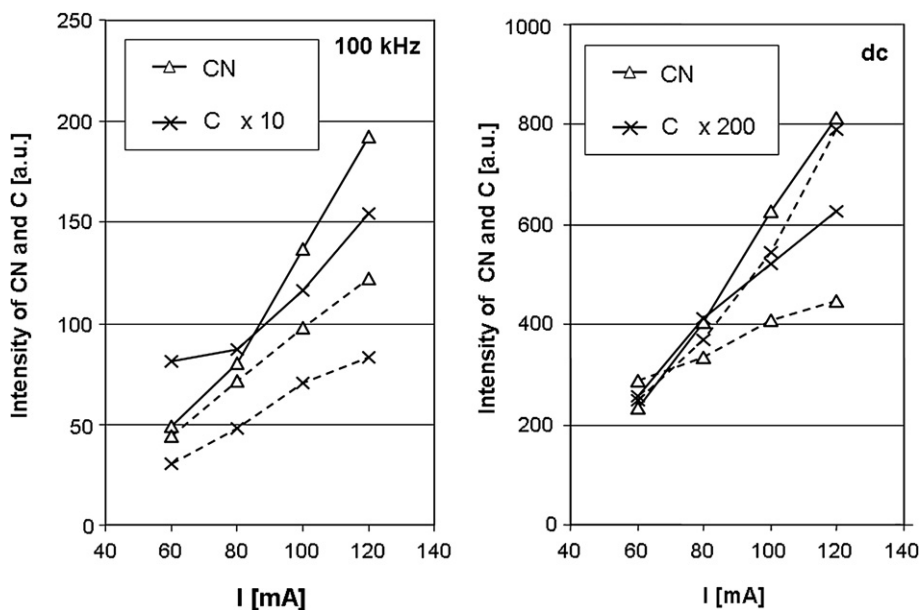 Intensity of CN and C [a.u.]
250
200
150
100
50
0
100 kHz
CN
C x 10
40 60 80 100 120 140
I [mA]
Intensity of CN and C [a.u.]
1000
800
600
400
200
0
dc
CN
C x 200
40 60 80 100 120 140
I [mA]